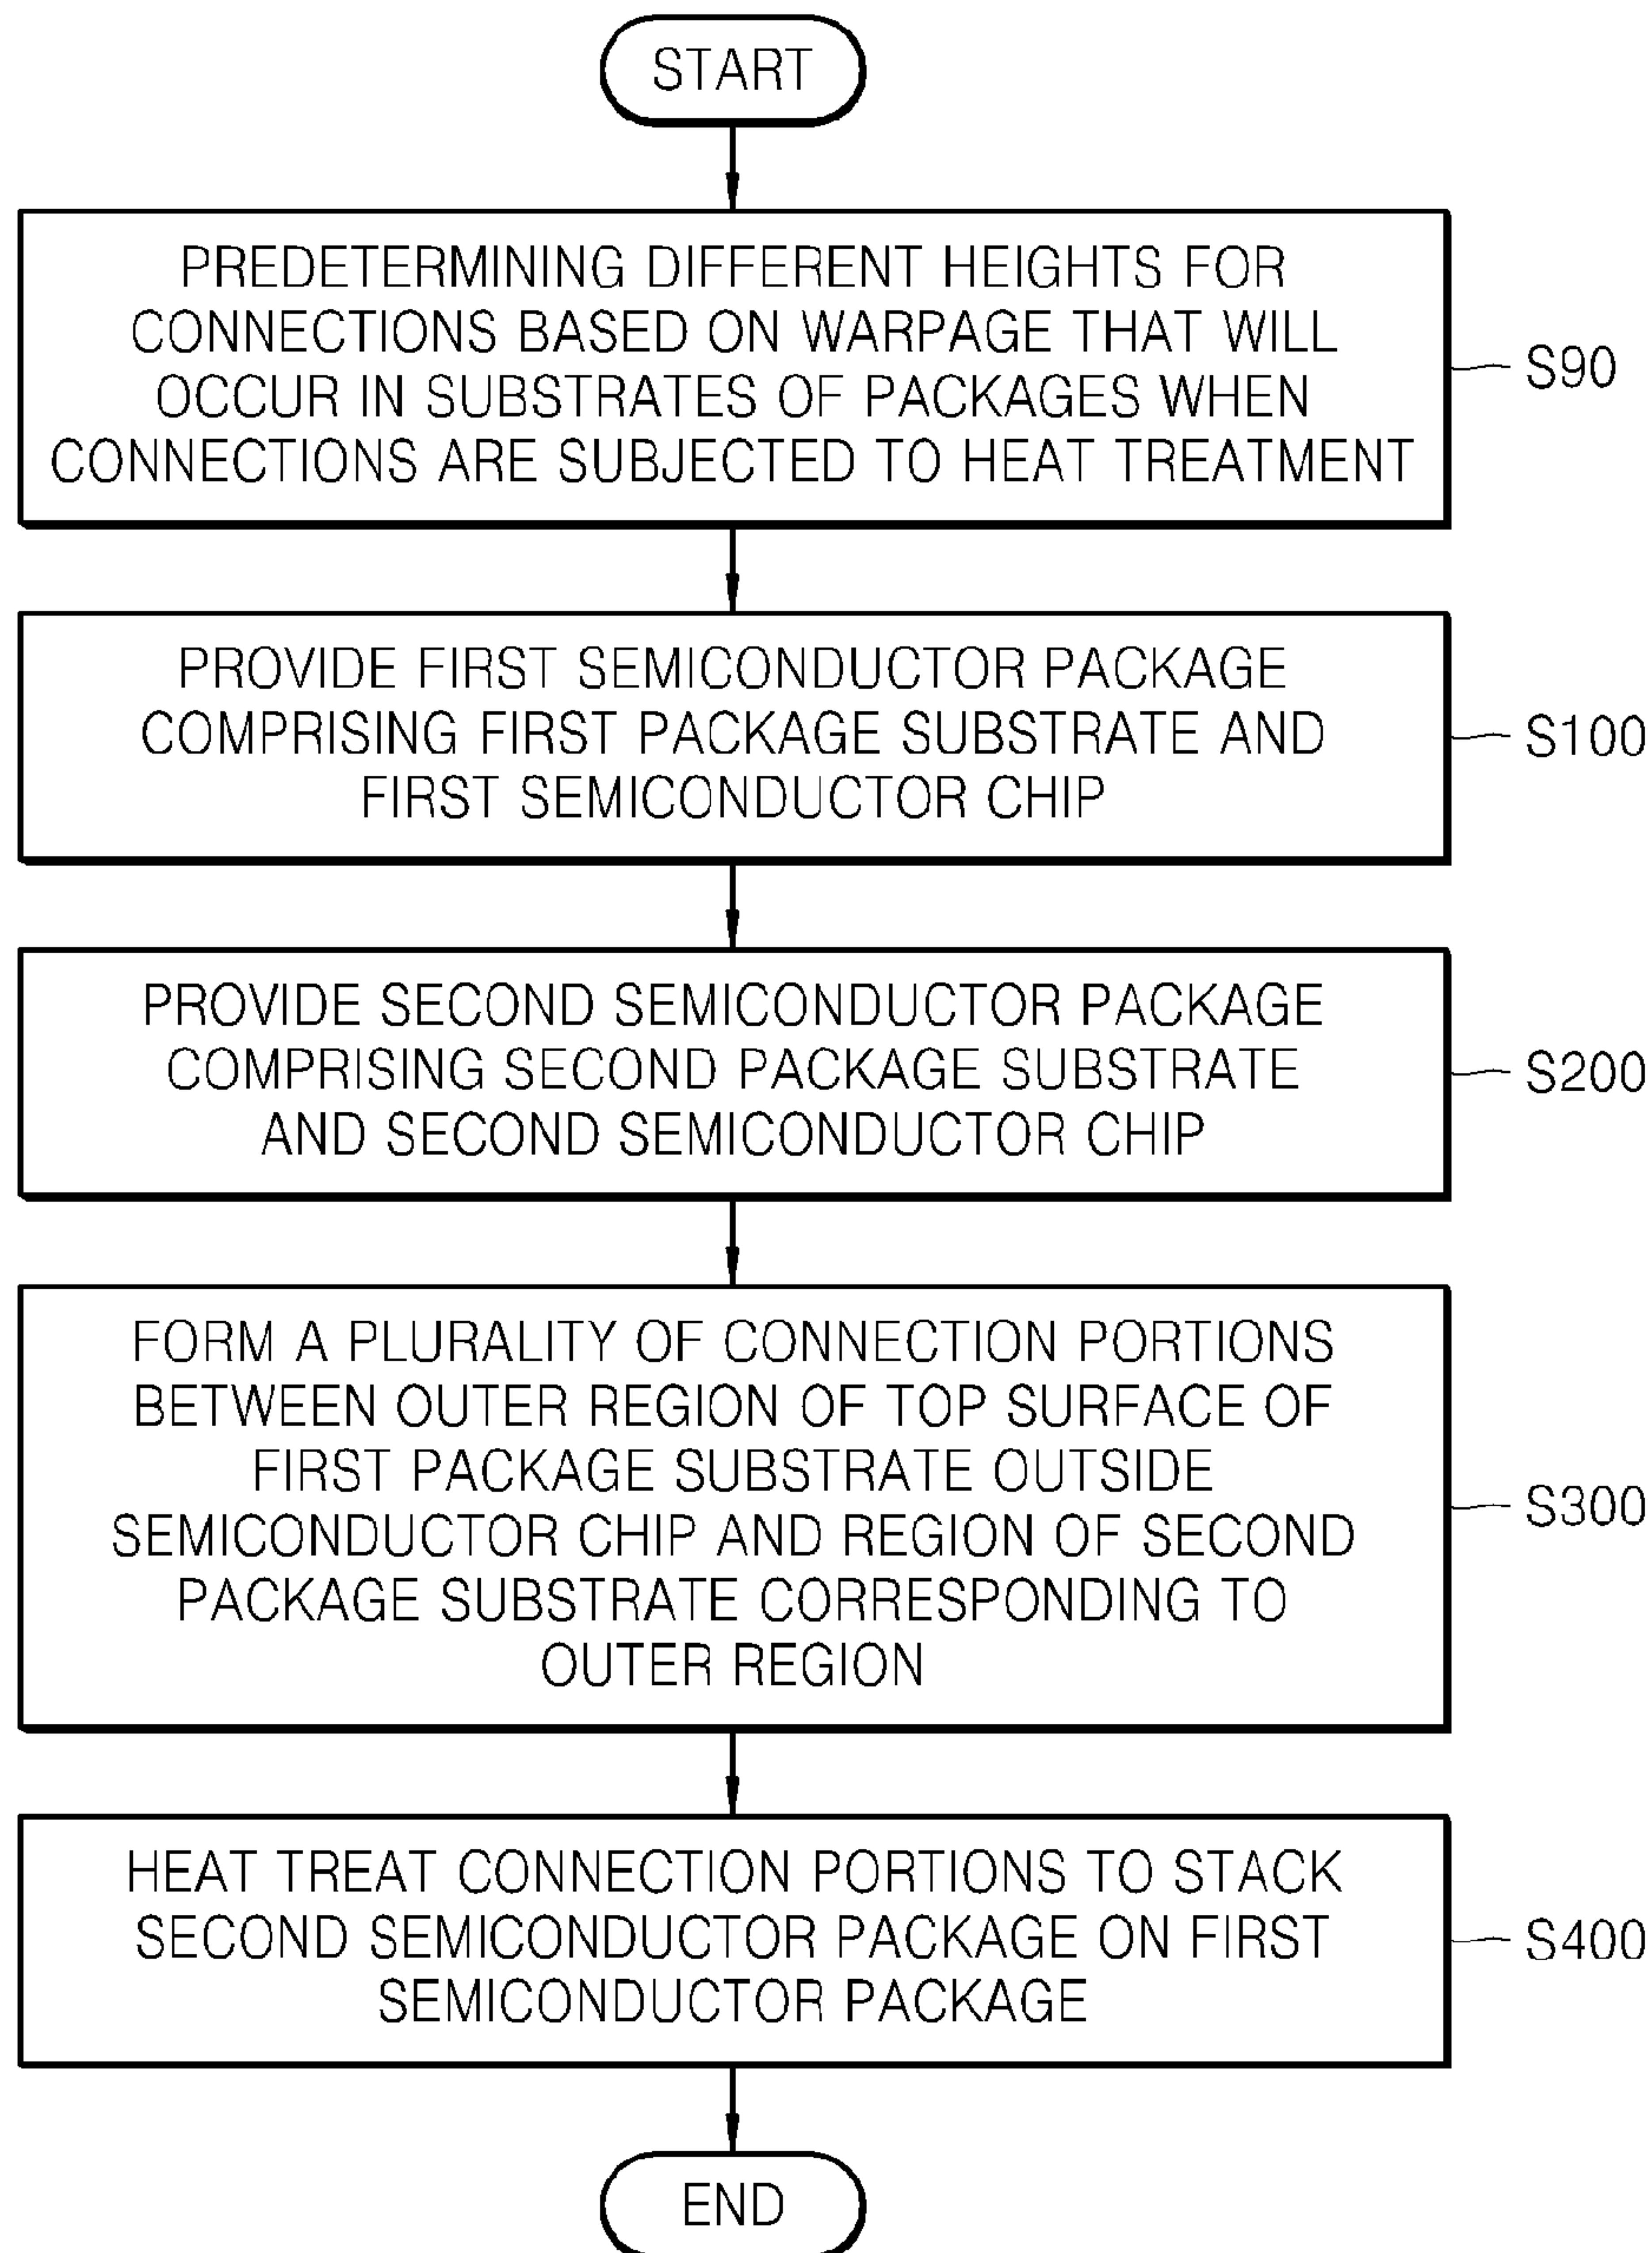 START
PREDETERMINING DIFFERENT HEIGHTS FOR
CONNECTIONS BASED ON WARPAGE THAT WILL
OCCUR IN SUBSTRATES OF PACKAGES WHEN
CONNECTIONS ARE SUBJECTED TO HEAT TREATMENT
S90
PROVIDE FIRST SEMICONDUCTOR PACKAGE
COMPRISING FIRST PACKAGE SUBSTRATE AND
FIRST SEMICONDUCTOR CHIP
S100
PROVIDE SECOND SEMICONDUCTOR PACKAGE
COMPRISING SECOND PACKAGE SUBSTRATE
AND SECOND SEMICONDUCTOR CHIP
S200
FORM A PLURALITY OF CONNECTION PORTIONS
BETWEEN OUTER REGION OF TOP SURFACE OF
FIRST PACKAGE SUBSTRATE OUTSIDE
SEMICONDUCTOR CHIP AND REGION OF SECOND
PACKAGE SUBSTRATE CORRESPONDING TO
OUTER REGION
S300
HEAT TREAT CONNECTION PORTIONS TO STACK
SECOND SEMICONDUCTOR PACKAGE ON FIRST
SEMICONDUCTOR PACKAGE
S400
END